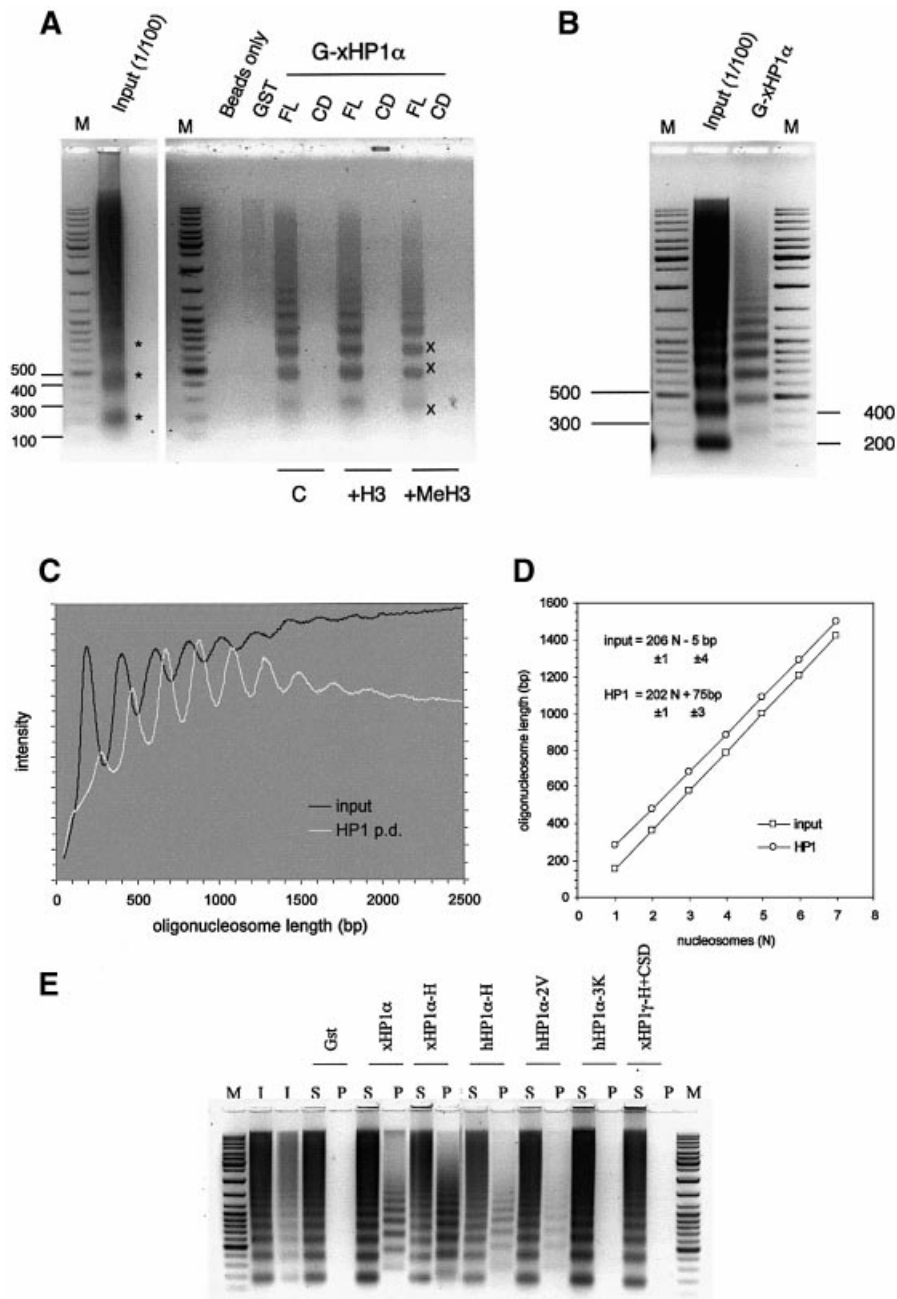 A
B
G-xHP1α
M
Input (1/100)
M
Beads only
GST
FL
CD
FL
CD
FL
CD
M
Input (1/100)
G-xHP1α
M
*
*
*
x
x
x
500
400
300
100
500
300
400
200
C
+H3
+MeH3
C
intensity
input
HP1 p.d.
0 500 1000 1500 2000 2500
oligonucleosome length (bp)
D
oligonucleosome length (bp)
1600
1400
1200
1000
800
600
400
200
0
input = 206 N - 5 bp
±1 ±4
HP1 = 202 N + 75bp
±1 ±3
input
HP1
0 1 2 3 4 5 6 7 8
nucleosomes (N)
E
Gst
xHP1α
xHP1α-H
hHP1α-H
hHP1α-2V
hHP1α-3K
xHP1γ-H+CSD
M I I S P S P S P S P S P S P S P M